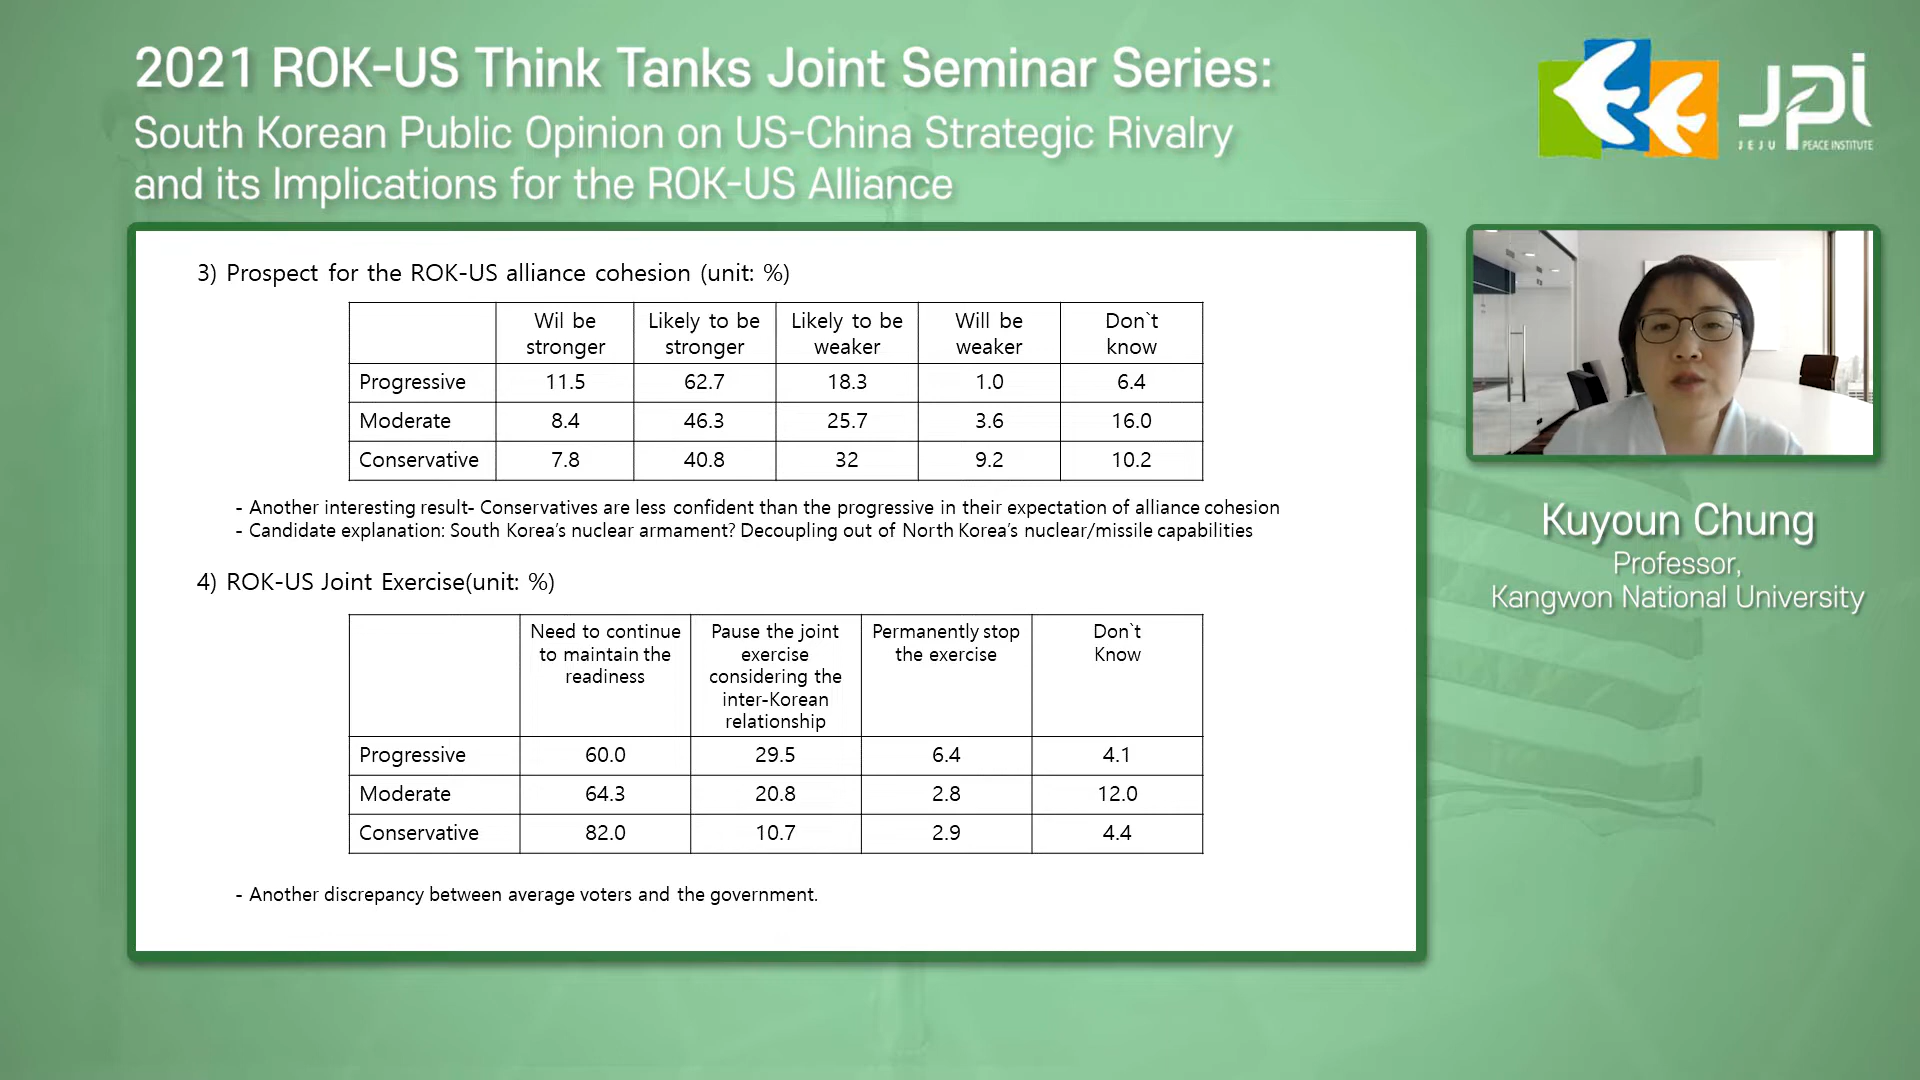 2021 ROK-US Think Tanks Joint Seminar Series:
South Korean Public Opinion on US-China Strategic Rivalry
and its Implications for the ROK-US Alliance
JPI
JEJU PEACE INSTITUTE
3) Prospect for the ROK-US alliance cohesion (unit: %)
Wil be stronger Likely to be stronger Likely to be weaker Will be weaker Don`t know
Progressive 11.5 62.7 18.3 1.0 6.4
Moderate 8.4 46.3 25.7 3.6 16.0
Conservative 7.8 40.8 32 9.2 10.2
- Another interesting result- Conservatives are less confident than the progressive in their expectation of alliance cohesion
- Candidate explanation: South Korea's nuclear armament? Decoupling out of North Korea's nuclear/missile capabilities
4) ROK-US Joint Exercise(unit: %)
Need to continue to maintain the readiness Pause the joint exercise considering the inter-Korean relationship Permanently stop the exercise Don`t Know
Progressive 60.0 29.5 6.4 4.1
Moderate 64.3 20.8 2.8 12.0
Conservative 82.0 10.7 2.9 4.4
- Another discrepancy between average voters and the government.
Kuyoun Chung
Professor,
Kangwon National University